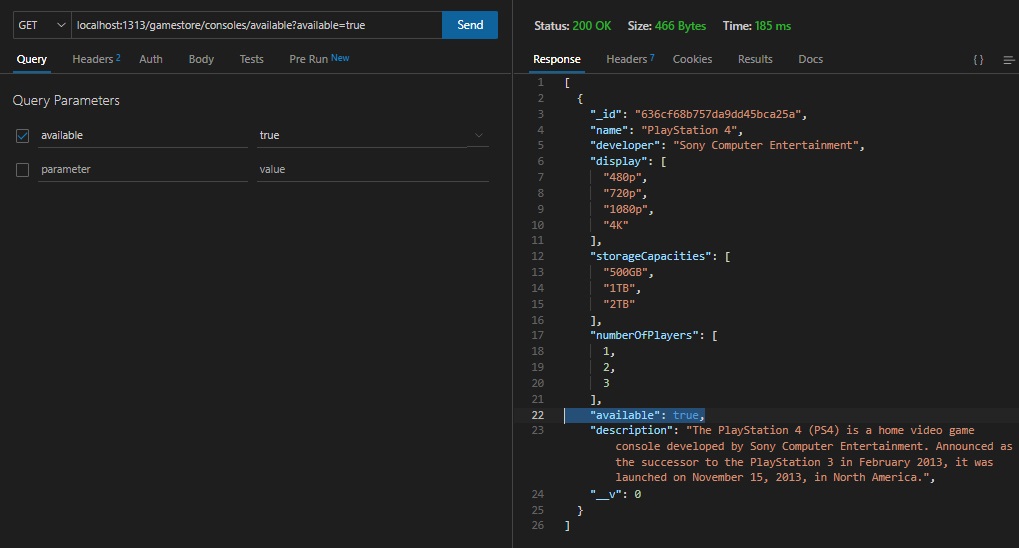 GET localhost:1313/gamestore/consoles/available?available=true Send
Query Headers 2 Auth Body Tests Pre Run New
Query Parameters
available true
parameter value
Status: 200 OK Size: 466 Bytes Time: 185 ms
Response Headers 7 Cookies Results Docs { }
1 [
2 {
3 "_id": "636cf68b757da9dd45bca25a",
4 "name": "PlayStation 4",
5 "developer": "Sony Computer Entertainment",
6 "display": [
7 "480p",
8 "720p",
9 "1080p",
10 "4K"
11 ],
12 "storageCapacities": [
13 "500GB",
14 "1TB",
15 "2TB"
16 ],
17 "numberOfPlayers": [
18 1,
19 2,
20 3
21 ],
22 "available": true,
23 "description": "The PlayStation 4 (PS4) is a home video game
console developed by Sony Computer Entertainment. Announced as
the successor to the PlayStation 3 in February 2013, it was
launched on November 15, 2013, in North America.",
24 "__v": 0
25 }
26 ]